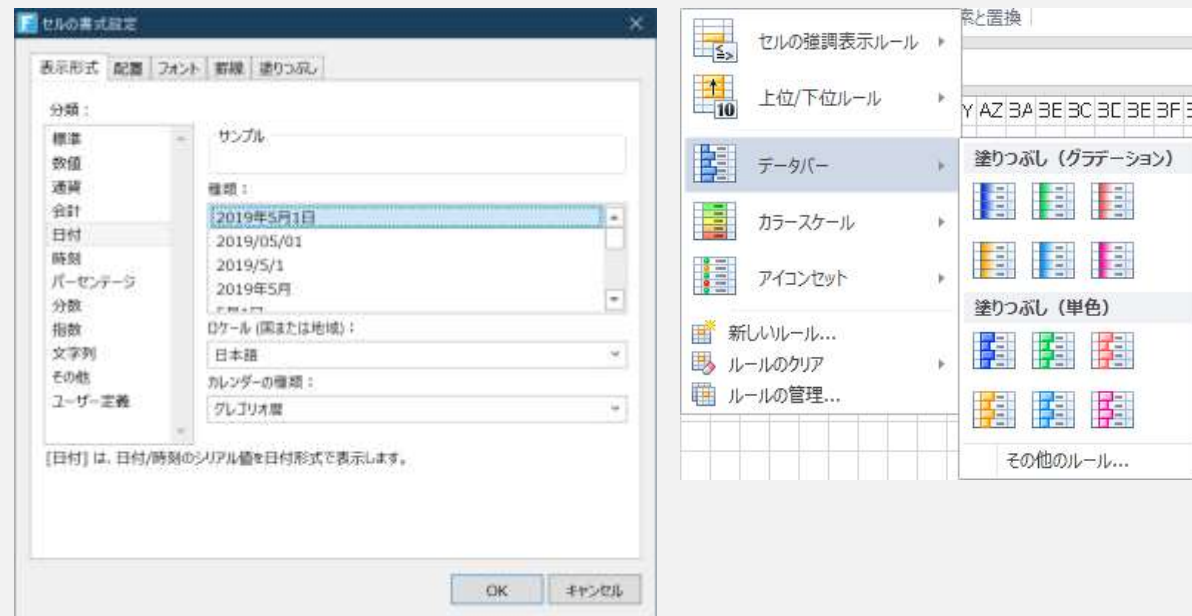 セルの書式設定
表示形式 配置 フォント 罫線 塗りつぶし
分類：
標準
数値
通貨
会計
日付
時刻
パーセンテージ
分数
指数
文字列
その他
ユーザー定義
サンプル
種類：
2019年5月1日
2019/05/01
2019/5/1
2019年5月
ロケール (国または地域)：
日本語
カレンダーの種類：
グレゴリオ暦
[日付] は、日付/時刻のシリアル値を日付形式で表示します。
OK キャンセル
索と置換
セルの強調表示ルール
上位/下位ルール
10
データバー
カラースケール
アイコンセット
新しいルール...
ルールのクリア
ルールの管理...
Y AZ BA BE BC BD BE BF
塗りつぶし（グラデーション）
塗りつぶし（単色）
その他のルール...